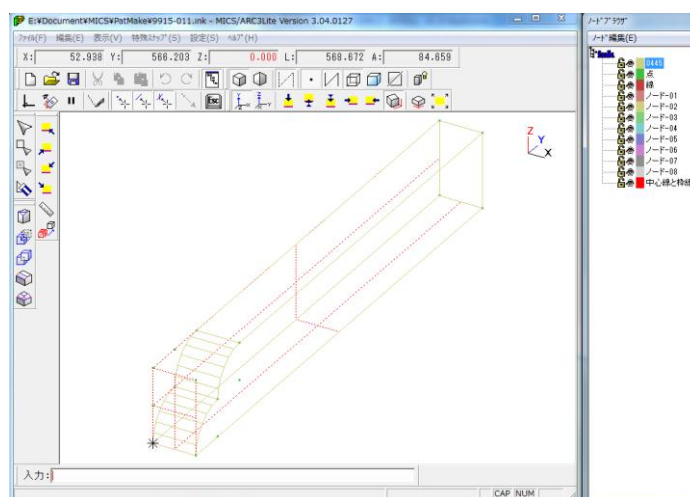 E:¥Document¥MICS¥PatMake¥9915-011.ink - MICS/ARC3Lite Version 3.04.0127
ファイル(F) 編集(E) 表示(V) 特殊ステップ(S) 設定(S) ヘルプ(H)
X: 52.938 Y: 566.203 Z: 0.000 L: 568.672 A: 84.659
Esc
Z
Y
X
入力:
CAP NUM
ノードブラウザ
ノード編集(E)
0445
点
線
ノード-01
ノード-02
ノード-03
ノード-04
ノード-05
ノード-06
ノード-07
ノード-08
中心線と枠線